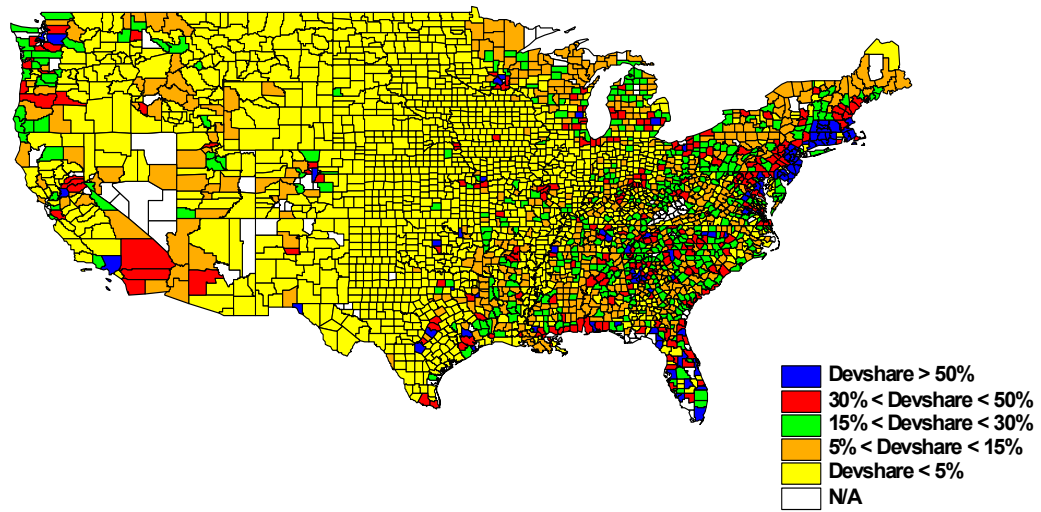 Devshare > 50%
30% < Devshare < 50%
15% < Devshare < 30%
5% < Devshare < 15%
Devshare < 5%
N/A